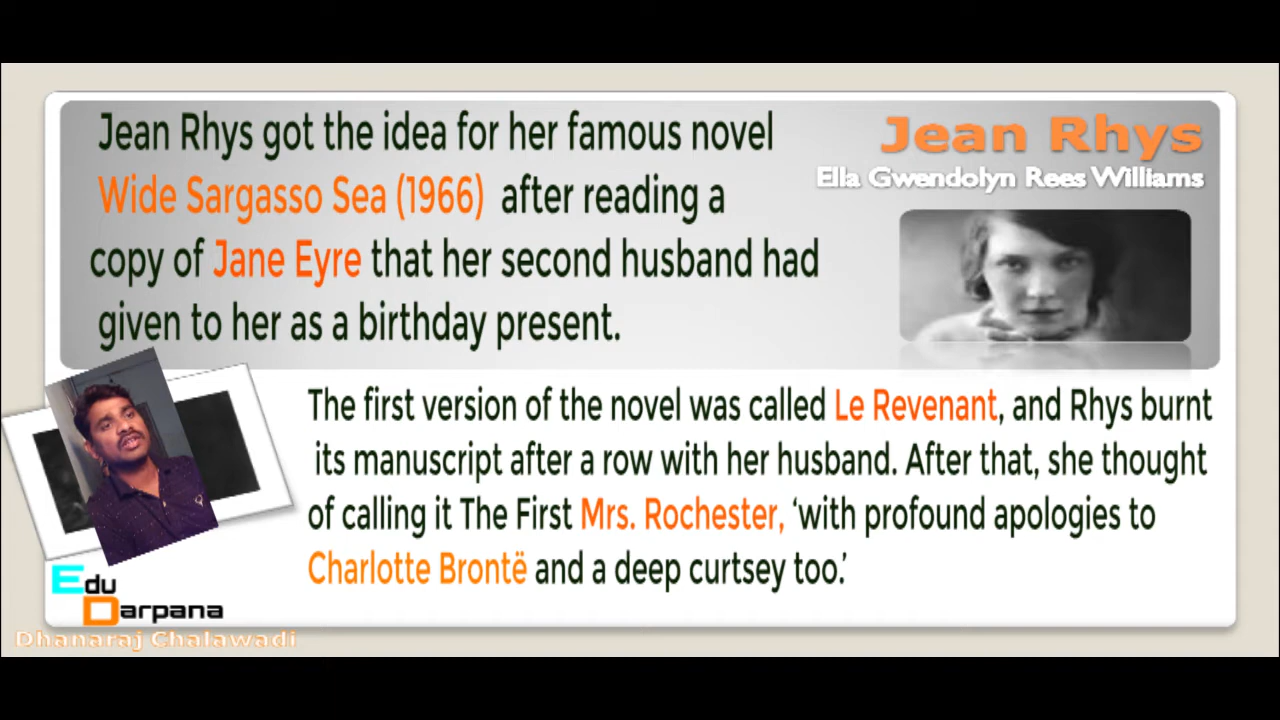 Jean Rhys got the idea for her famous novel
Wide Sargasso Sea (1966) after reading a
copy of Jane Eyre that her second husband had
given to her as a birthday present.
Jean Rhys
Ella Gwendolyn Rees Williams
The first version of the novel was called Le Revenant, and Rhys burnt
its manuscript after a row with her husband. After that, she thought
of calling it The First Mrs. Rochester, ‘with profound apologies to
Charlotte Brontë and a deep curtsey too.’
Edu
Darpana
Dhanaraj Chalawadi